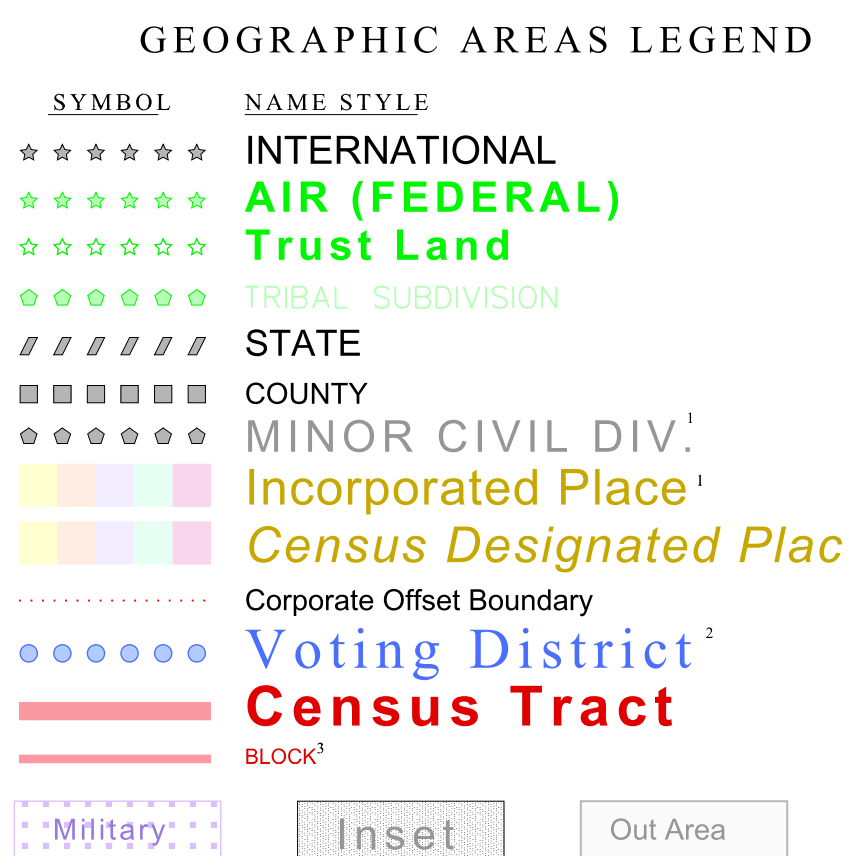 GEOGRAPHIC AREAS LEGEND
SYMBOL NAME STYLE
INTERNATIONAL
AIR (FEDERAL)
Trust Land
TRIBAL SUBDIVISION
STATE
COUNTY
MINOR CIVIL DIV.1
Incorporated Place 1
Census Designated Plac
Corporate Offset Boundary
Voting District 2
Census Tract
BLOCK3
Military Inset Out Area